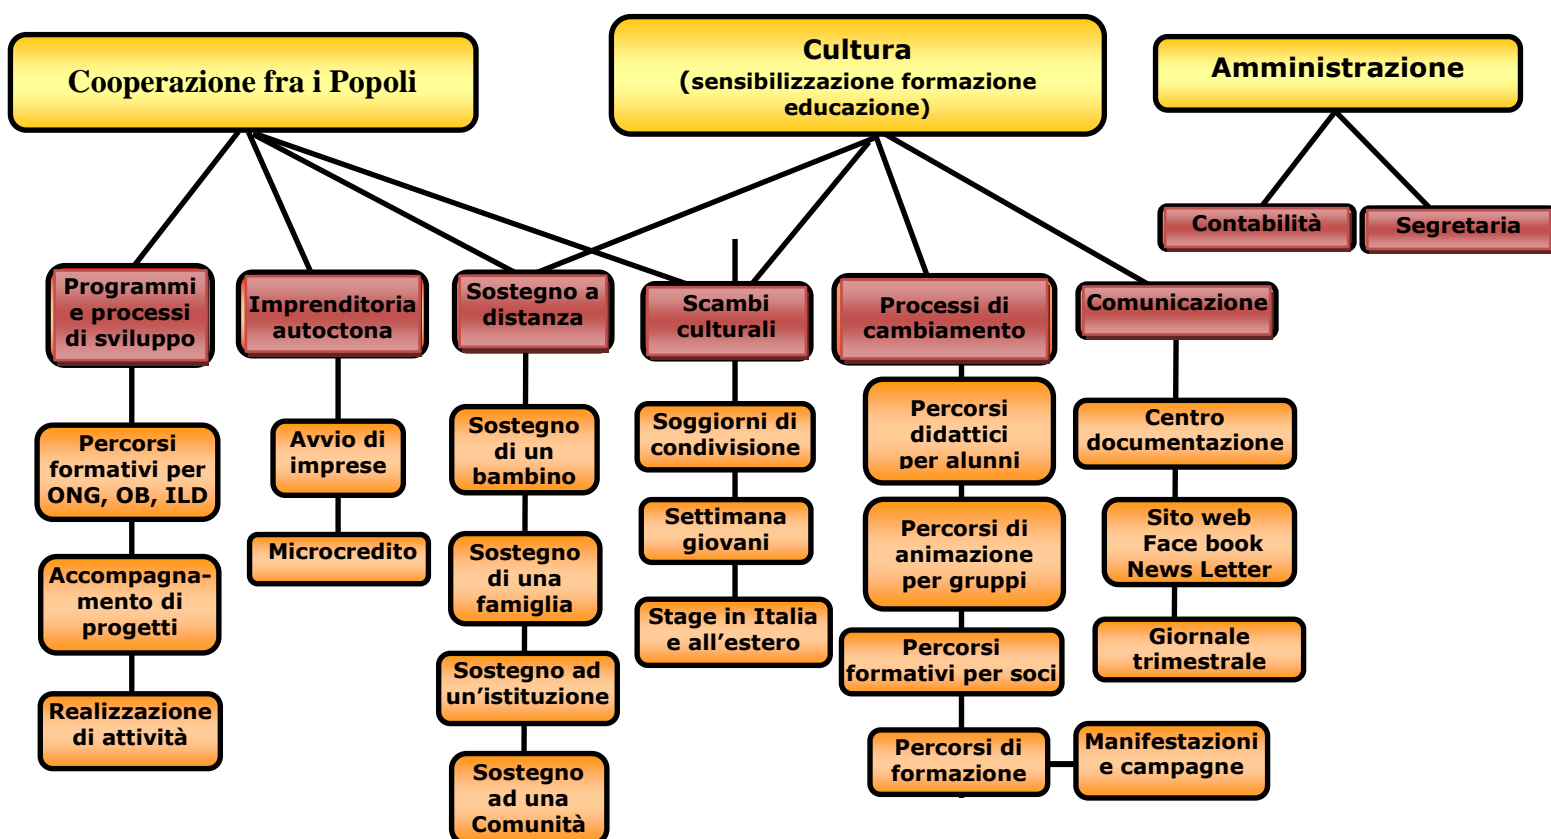 Cooperazione fra i Popoli
Cultura
(sensibilizzazione formazione
educazione)
Amministrazione
Contabilità
Segretaria
Programmi
e processi
di sviluppo
Imprenditoria
autoctona
Sostegno a
distanza
Scambi
culturali
Processi di
cambiamento
Comunicazione
Percorsi
formativi per
ONG, OB, ILD
Accompagna-
mento di
progetti
Realizzazione
di attività
Avvio di
imprese
Microcredito
Sostegno
di un
bambino
Sostegno
di una
famiglia
Sostegno ad
un’istituzione
Sostegno
ad una
Comunità
Soggiorni di
condivisione
Settimana
giovani
Stage in Italia
e all’estero
Percorsi
didattici
per alunni
Percorsi di
animazione
per gruppi
Percorsi
formativi per soci
Percorsi di
formazione
Manifestazioni
e campagne
Centro
documentazione
Sito web
Face book
News Letter
Giornale
trimestrale